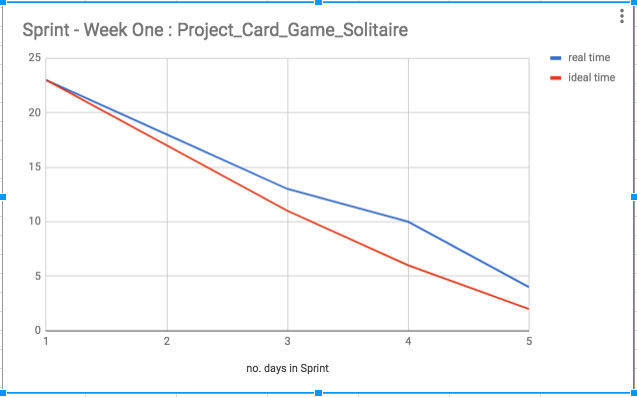 Sprint - Week One : Project_Card_Game_Solitaire
real time
ideal time
25
20
15
10
5
0
1 2 3 4 5
no. days in Sprint